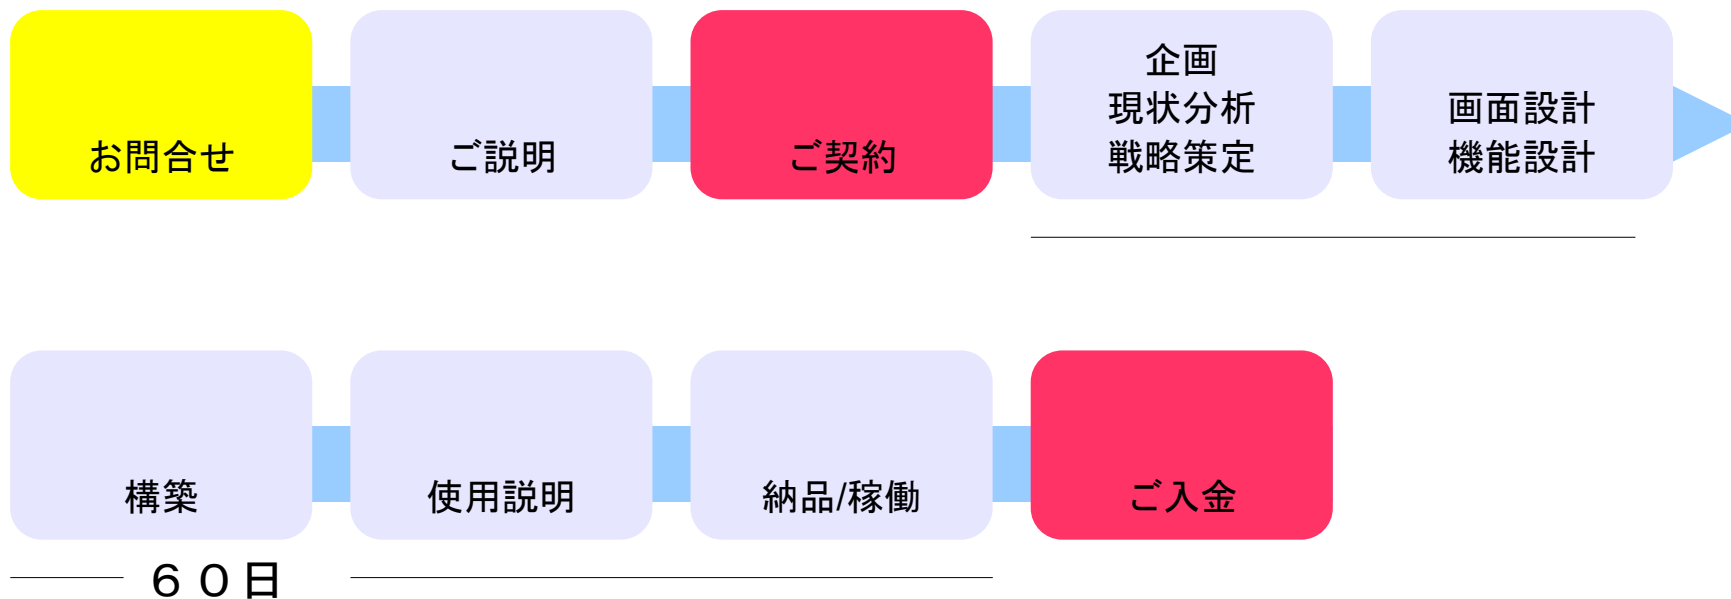 お問合せ
ご説明
ご契約
企画
現状分析
戦略策定
画面設計
機能設計
構築
使用説明
納品/稼働
ご入金
６０日